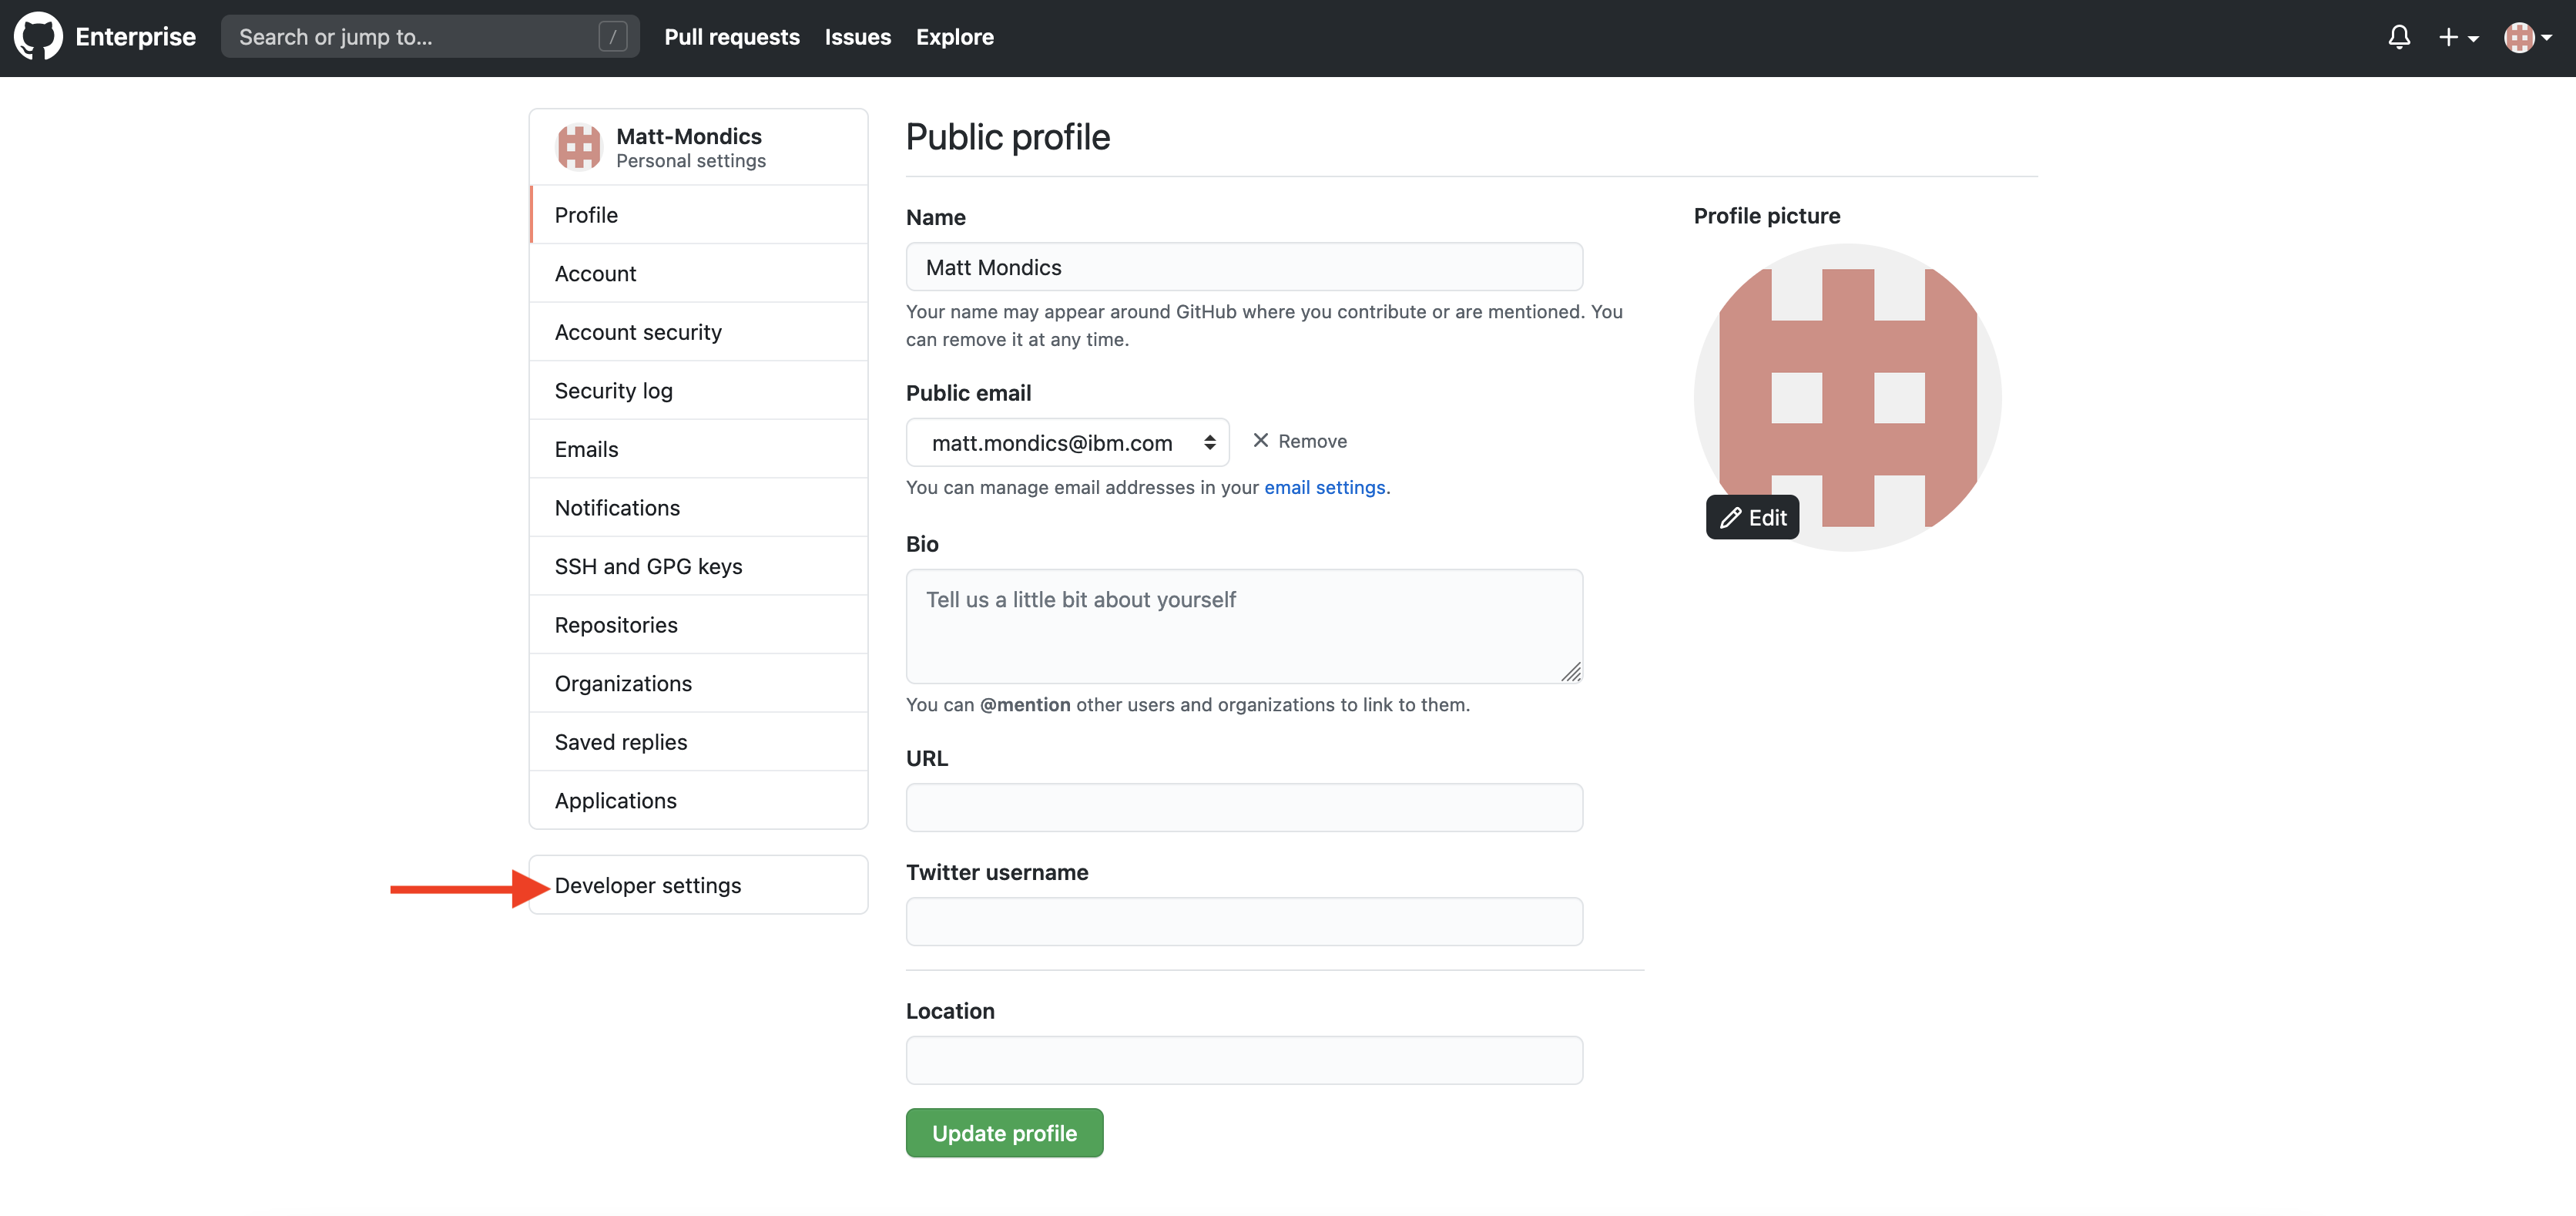 Enterprise
Search or jump to...
/
Pull requests
Issues
Explore
Matt-Mondics
Personal settings
Profile
Account
Account security
Security log
Emails
Notifications
SSH and GPG keys
Repositories
Organizations
Saved replies
Applications
Developer settings
Public profile
Name
Matt Mondics
Your name may appear around GitHub where you contribute or are mentioned. You
can remove it at any time.
Public email
matt.mondics@ibm.com
Remove
You can manage email addresses in your email settings.
Bio
Tell us a little bit about yourself
You can @mention other users and organizations to link to them.
URL
Twitter username
Location
Update profile
Profile picture
Edit